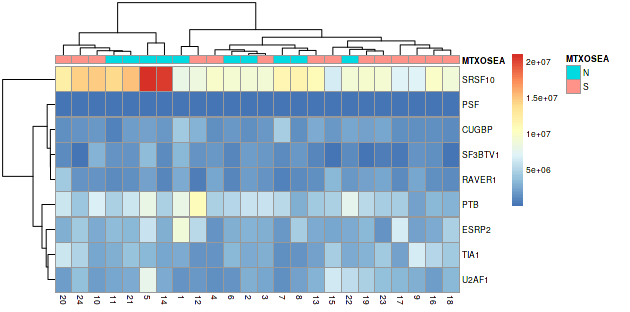 MTXOSEA
SRSF10
PSF
CUGBP
SF3BTV1
RAVER1
PTB
ESRP2
TIA1
U2AF1
20 24 10 11 21 5 14 1 12 4 6 2 3 7 8 13 15 22 19 23 17 9 16 18
2e+07
1.5e+07
1e+07
5e+06
MTXOSEA
N
S